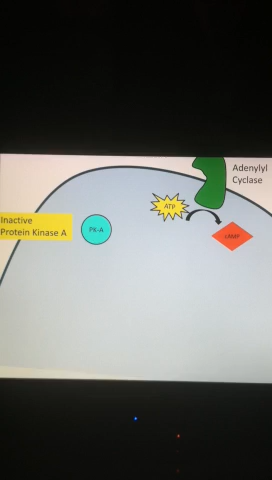 Adenylyl
Cyclase
ATP
Inactive
Protein Kinase A
PK-A
cAMP